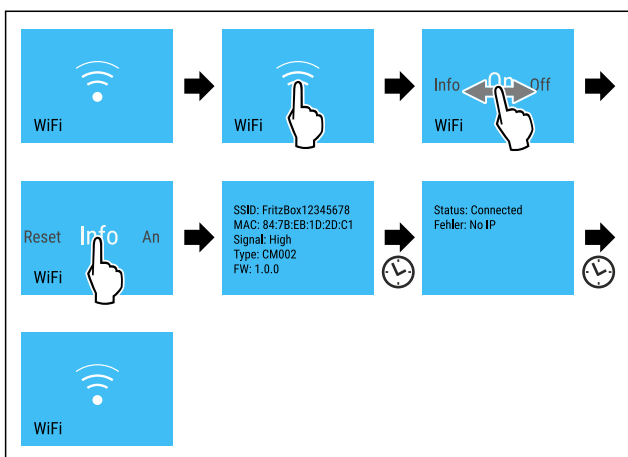 WiFi
WiFi
Info On Off
WiFi
Reset Info An
WiFi
SSID: FritzBox12345678
MAC: 84:7B:EB:1D:2D:C1
Signal: High
Type: CM002
FW: 1.0.0
Status: Connected
Fehler: No IP
WiFi